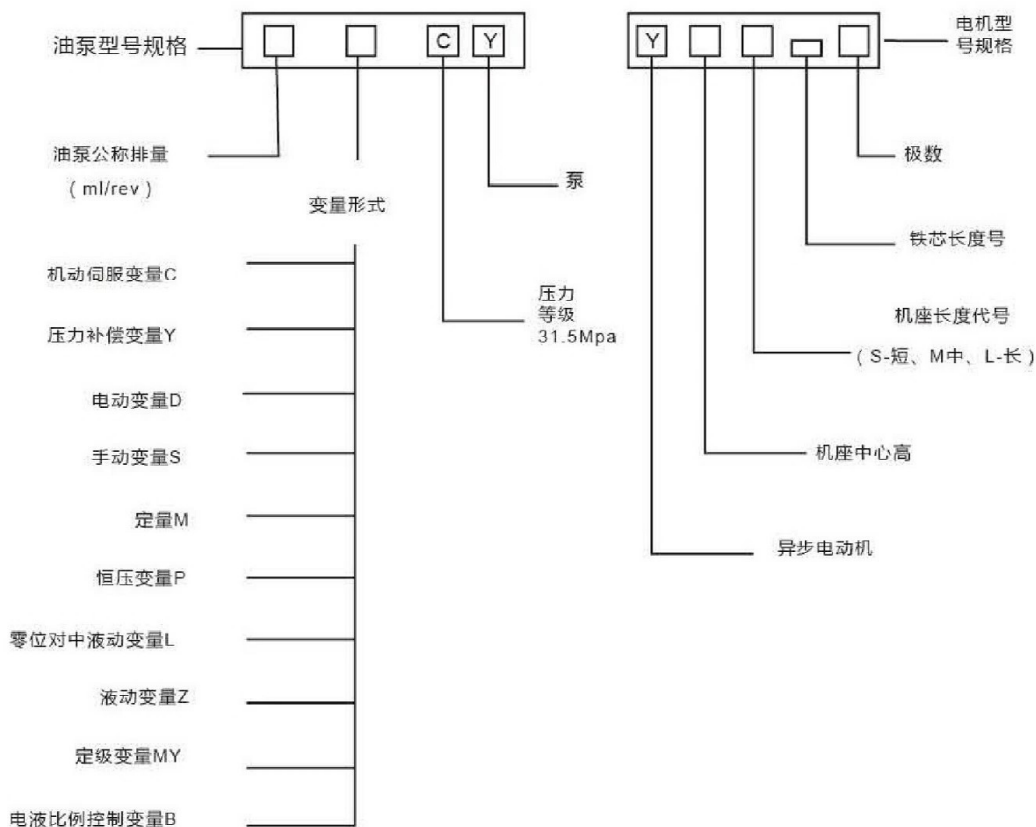 油泵型号规格
C
Y
Y
电机型
号规格
油泵公称排量
（ml/rev）
变量形式
泵
极数
铁芯长度号
压力
等级
31.5Mpa
机座长度代号
（S-短、M中、L-长）
机座中心高
异步电动机
机动伺服变量C
压力补偿变量Y
电动变量D
手动变量S
定量M
恒压变量P
零位对中液动变量L
液动变量Z
定级变量MY
电液比例控制变量B